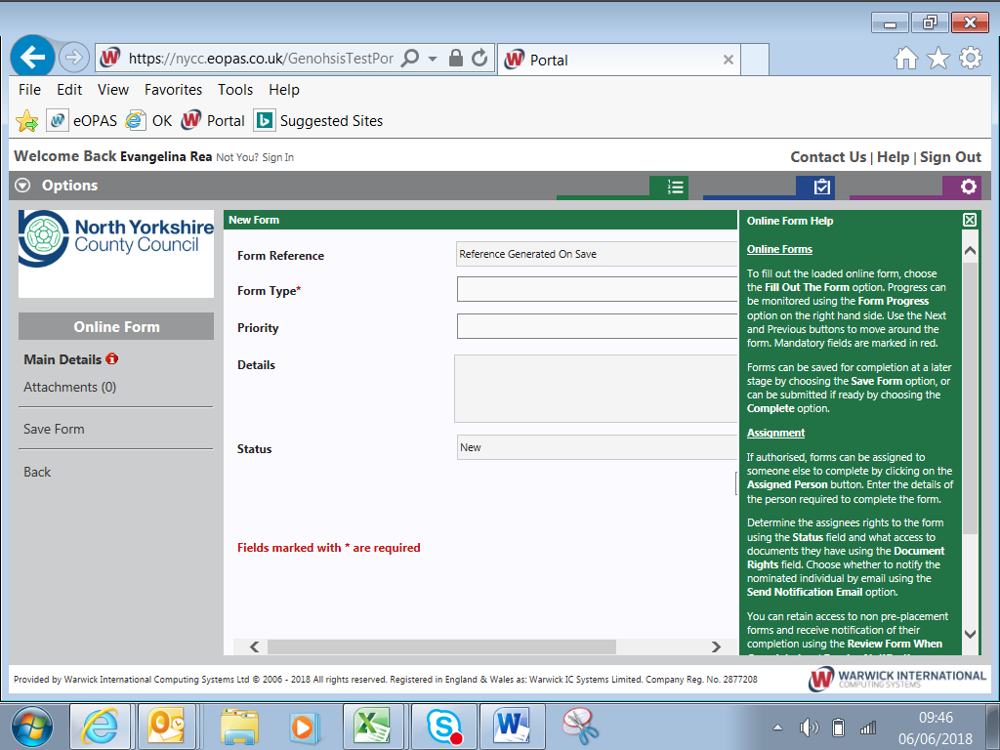 https://nycc.eopas.co.uk/GenohsisTestPor
Portal
File Edit View Favorites Tools Help
eOPAS OK Portal Suggested Sites
Welcome Back Evangelina Rea Not You? Sign In
Contact Us | Help | Sign Out
Options
North Yorkshire
County Council
Online Form
Main Details
Attachments (0)
Save Form
Back
New Form
Form Reference
Reference Generated On Save
Form Type*
Priority
Details
Status
New
Fields marked with * are required
Online Form Help
Online Forms
To fill out the loaded online form, choose
the Fill Out The Form option. Progress can
be monitored using the Form Progress
option on the right hand side. Use the Next
and Previous buttons to move around the
form. Mandatory fields are marked in red.
Forms can be saved for completion at a later
stage by choosing the Save Form option, or
can be submitted if ready by choosing the
Complete option.
Assignment
If authorised, forms can be assigned to
someone else to complete by clicking on the
Assigned Person button. Enter the details of
the person required to complete the form.
Determine the assignees rights to the form
using the Status field and what access to
documents they have using the Document
Rights field. Choose whether to notify the
nominated individual by email using the
Send Notification Email option.
You can retain access to non pre-placement
forms and receive notification of their
completion using the Review Form When
Provided by Warwick International Computing Systems Ltd © 2006 - 2018 All rights reserved. Registered in England & Wales as: Warwick IC Systems Limited. Company Reg. No. 2877208
WARWICK INTERNATIONAL
COMPUTING SYSTEMS
09:46
06/06/2018